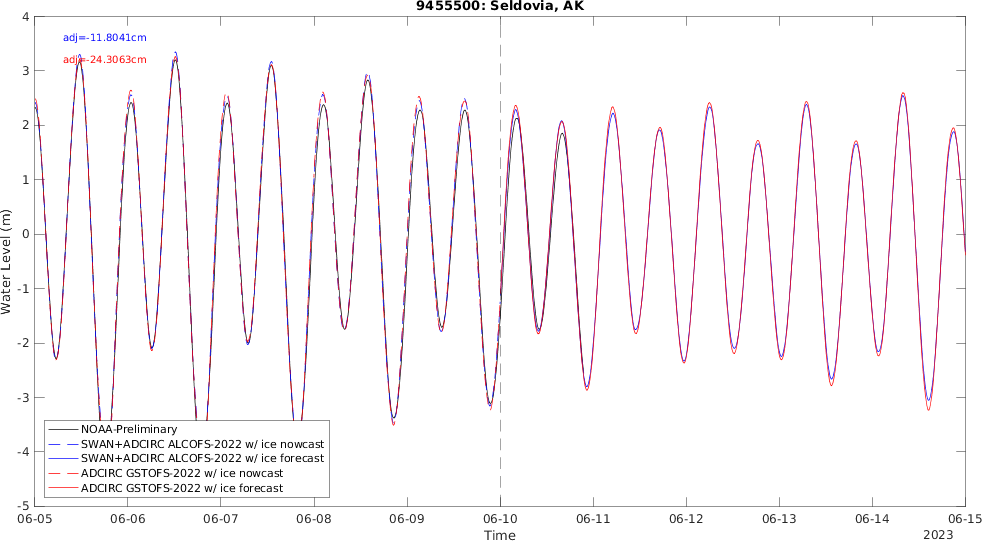 9455500: Seldovia, AK
adj=-11.8041cm
adj=-24.3063cm
Water Level (m)
4
3
2
1
0
-1
-2
-3
-4
-5
NOAA-Preliminary
SWAN+ADCIRC ALCOFS-2022 w/ ice nowcast
SWAN+ADCIRC ALCOFS-2022 w/ ice forecast
ADCIRC GSTOFS-2022 w/ ice nowcast
ADCIRC GSTOFS-2022 w/ ice forecast
06-05 06-06 06-07 06-08 06-09 06-10 06-11 06-12 06-13 06-14 06-15
Time
2023